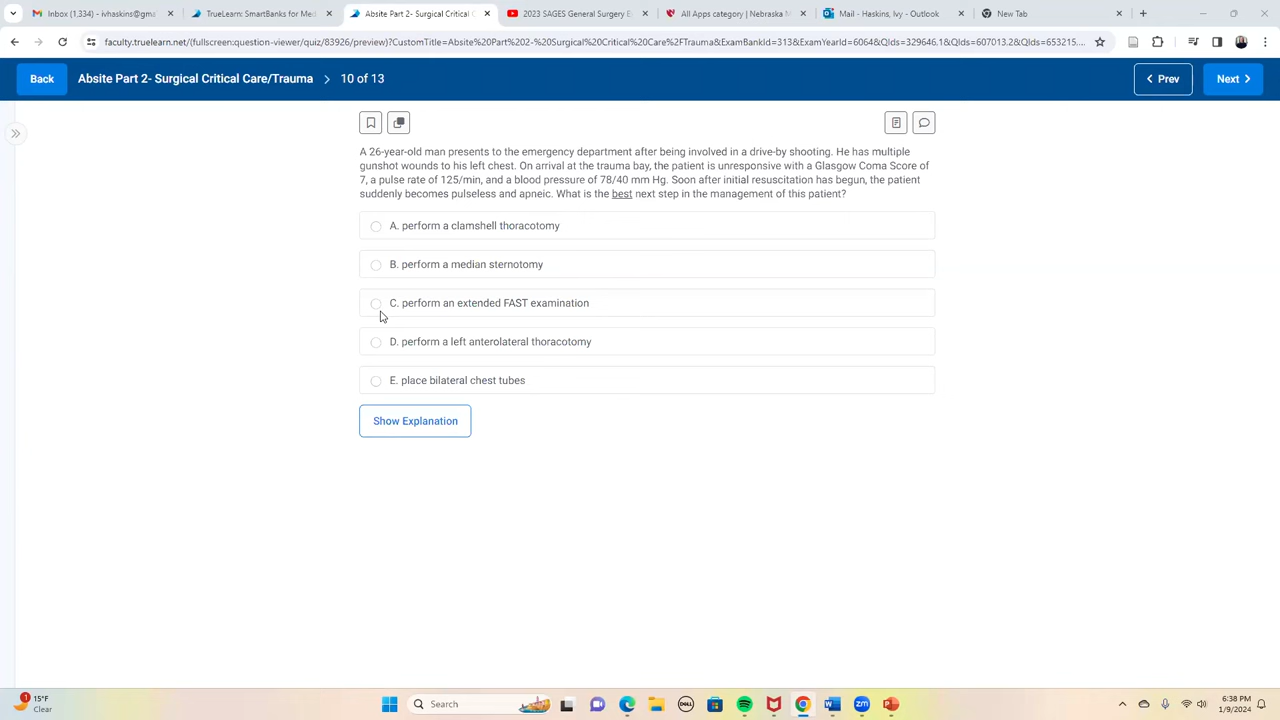 Inbox (1,334) - ivhaskins@gma
TrueLearn: SmartBanks for Med
Absite Part 2- Surgical Critical C
2023 SAGES General Surgery E
All Apps category | Nebraska M
Mail - Haskins, Ivy - Outlook
New Tab
faculty.truelearn.net/(fullscreen:question-viewer/quiz/83926/preview)?CustomTitle=Absite%20Part%202-%20Surgical%20Critical%20Care%2FTrauma&ExamBankId=313&ExamYearId=6064&QIds=329646.1&QIds=607013.2&QIds=653215....
Back
Absite Part 2- Surgical Critical Care/Trauma > 10 of 13
Prev
Next
A 26-year-old man presents to the emergency department after being involved in a drive-by shooting. He has multiple
gunshot wounds to his left chest. On arrival at the trauma bay, the patient is unresponsive with a Glasgow Coma Score of
7, a pulse rate of 125/min, and a blood pressure of 78/40 mm Hg. Soon after initial resuscitation has begun, the patient
suddenly becomes pulseless and apneic. What is the best next step in the management of this patient?
A. perform a clamshell thoracotomy
B. perform a median sternotomy
C. perform an extended FAST examination
D. perform a left anterolateral thoracotomy
E. place bilateral chest tubes
Show Explanation
1
15°F
Clear
Search
DELL
zm
6:38 PM
1/9/2024